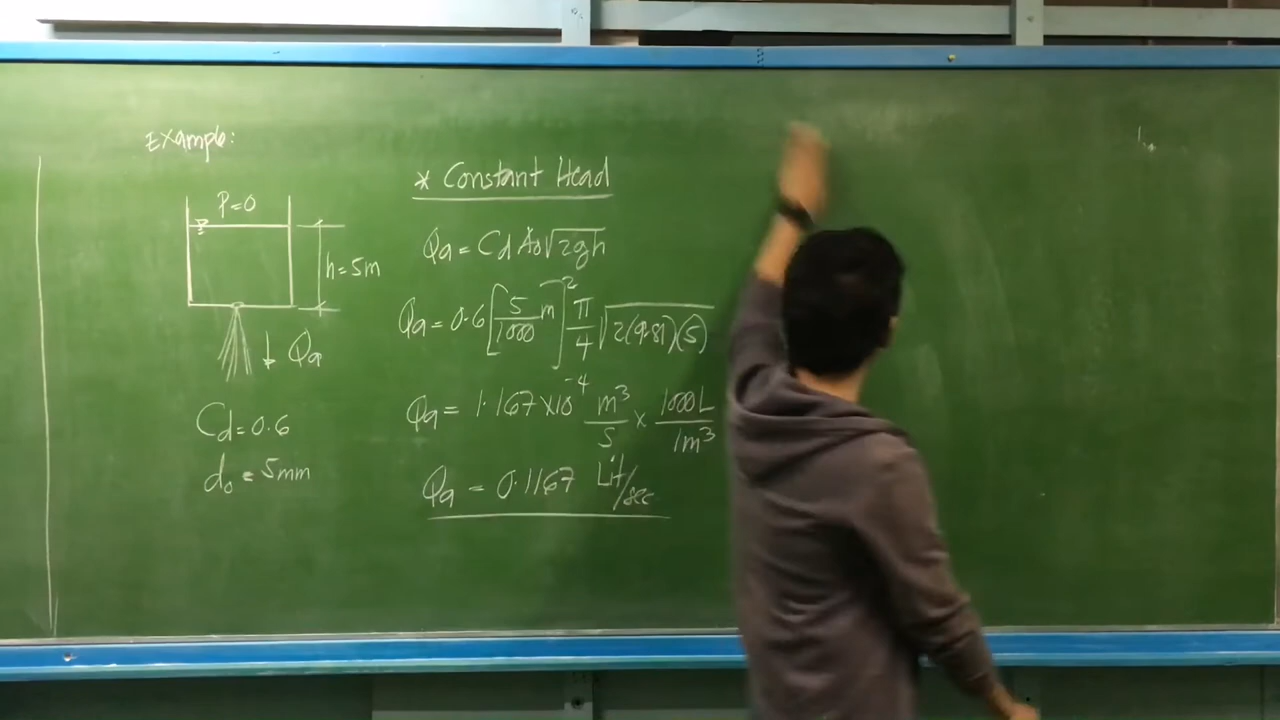 Example:
P=0
h=5m
Qa
Cd=0.6
do=5mm
* Constant Head
Qa = Cd Ao √2gh
Qa = 0.6 [5/1000 m]² π/4 √2(9.81)(5)
Qa = 1.167 x10⁻⁴ m³/s x 1000L/1m³
Qa = 0.1167 Lit/sec